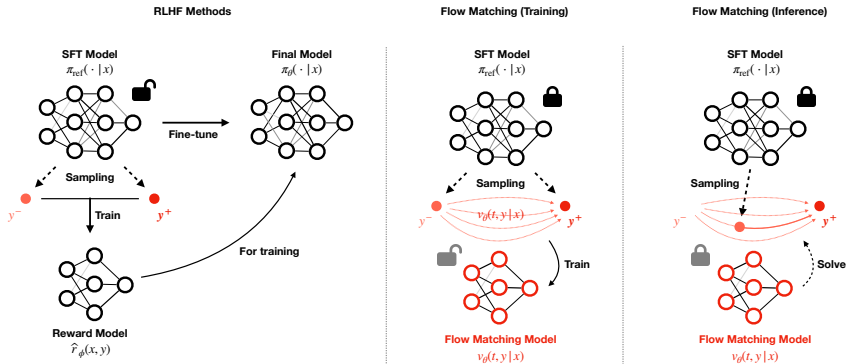 RLHF Methods
SFT Model
π_ref( · | x)
Final Model
π_θ( · | x)
Fine-tune
Sampling
y⁻
y⁺
Train
For training
Reward Model
r̂_ϕ(x, y)
Flow Matching (Training)
SFT Model
π_ref( · | x)
Sampling
y⁻
v_θ(t, y | x)
y⁺
Train
Flow Matching Model
v_θ(t, y | x)
Flow Matching (Inference)
SFT Model
π_ref( · | x)
Sampling
y⁻
y⁺
Solve
Flow Matching Model
v_θ(t, y | x)